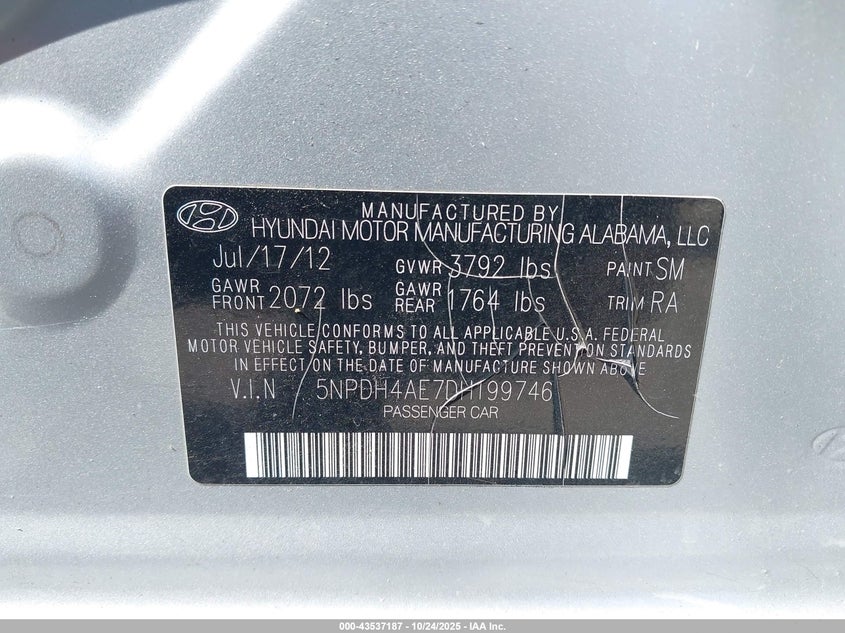 MANUFACTURED BY
HYUNDAI MOTOR MANUFACTURING ALABAMA, LLC
Jul/17/12 GVWR 3792 lbs PAINT SM
GAWR FRONT 2072 lbs GAWR REAR 1764 lbs TRIM RA
THIS VEHICLE CONFORMS TO ALL APPLICABLE U.S.A. FEDERAL
MOTOR VEHICLE SAFETY, BUMPER, AND THEFT PREVENTION STANDARDS
IN EFFECT ON THE DATE OF MANUFACTURE SHOWN ABOVE
V.I.N 5NPDH4AE7DH199746
PASSENGER CAR
000-43537187 - 10/24/2025 - IAA Inc.